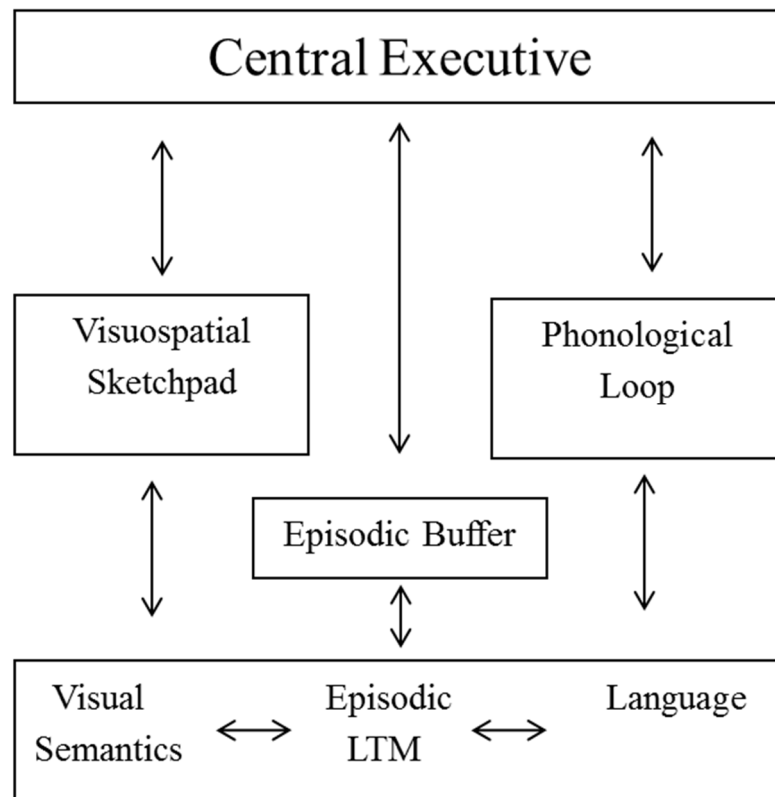 Central Executive
Visuospatial
Sketchpad
Phonological
Loop
Episodic Buffer
Visual
Semantics
Episodic
LTM
Language